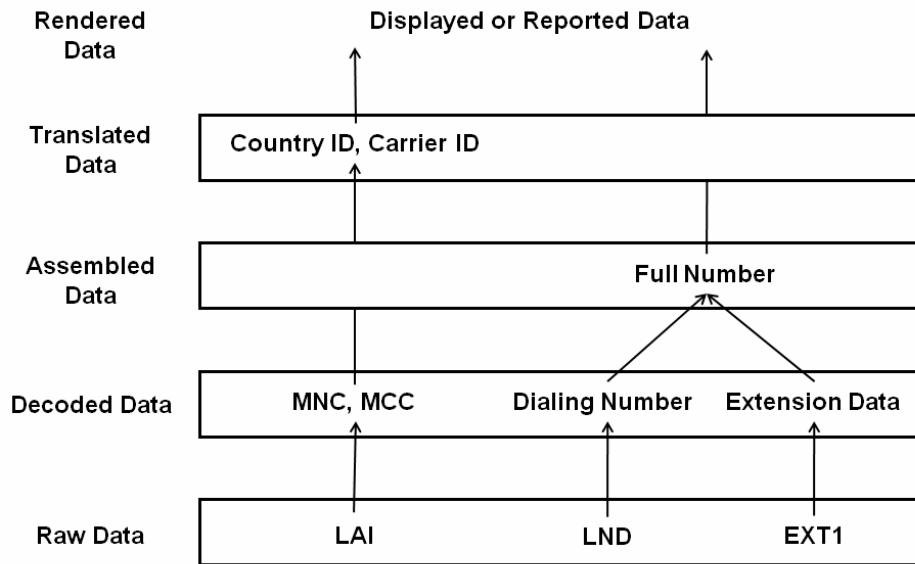 Rendered
Data
Displayed or Reported Data
Translated
Data
Country ID, Carrier ID
Assembled
Data
Full Number
Decoded Data
MNC, MCC
Dialing Number
Extension Data
Raw Data
LAI
LND
EXT1